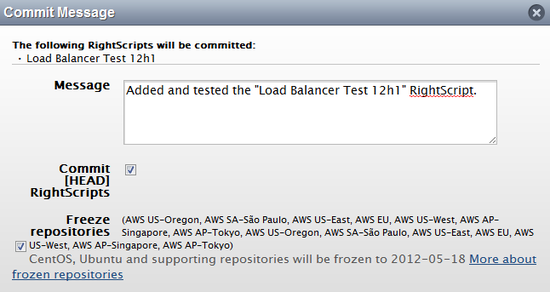 Commit Message
The following RightScripts will be committed:
· Load Balancer Test 12h1
Message
Added and tested the "Load Balancer Test 12h1" RightScript.
Commit
[HEAD]
RightScripts
Freeze
repositories
(AWS US-Oregon, AWS SA-São Paulo, AWS US-East, AWS EU, AWS US-West, AWS AP-
Singapore, AWS AP-Tokyo, AWS US-Oregon, AWS SA-São Paulo, AWS US-East, AWS EU, AWS
US-West, AWS AP-Singapore, AWS AP-Tokyo)
CentOS, Ubuntu and supporting repositories will be frozen to 2012-05-18 More about
frozen repositories